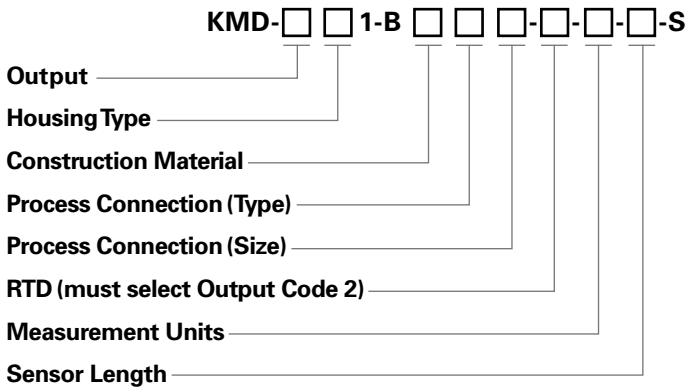 KMD-☐ ☐ 1-B ☐ ☐ ☐-☐-☐-☐-S
Output
Housing Type
Construction Material
Process Connection (Type)
Process Connection (Size)
RTD (must select Output Code 2)
Measurement Units
Sensor Length